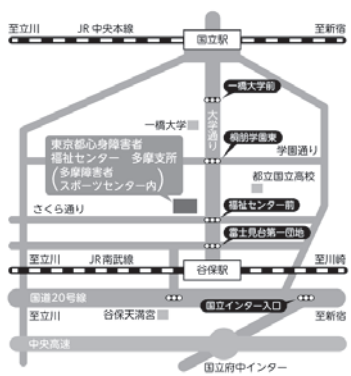 至立川 JR 中央本線 国立駅 至新宿
一橋大学前
一橋大学
大学通り
桐朋学園東
学園通り
東京都心身障害者
福祉センター 多摩支所
(多摩障害者
スポーツセンター内)
都立国立高校
さくら通り
福祉センター前
富士見台第一団地
至立川 JR 南武線 谷保駅 至川崎
国道20号線
国立インター入口
至立川 谷保天満宮 至新宿
中央高速
国立府中インター